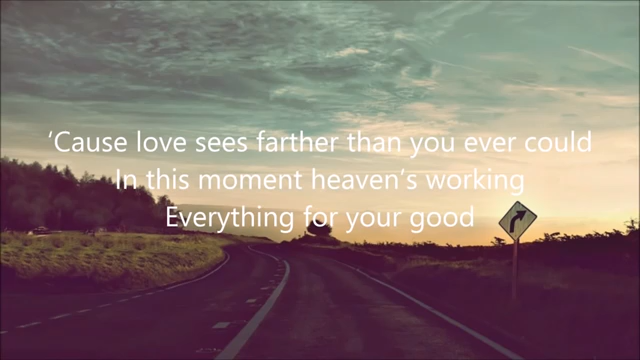 ‘Cause love sees farther than you ever could
In this moment heaven’s working
Everything for your good